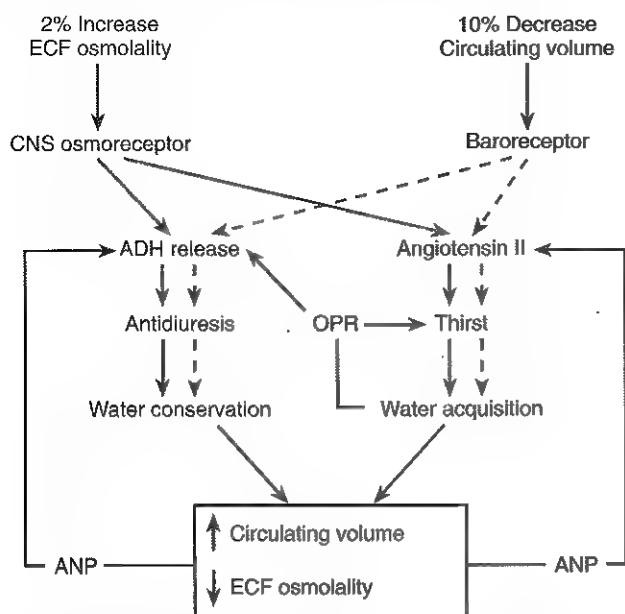 2% Increase
ECF osmolality
10% Decrease
Circulating volume
CNS osmoreceptor
Baroreceptor
ADH release
Angiotensin II
Antidiuresis
OPR
Thirst
Water conservation
Water acquisition
Circulating volume
ECF osmolality
ANP
ANP